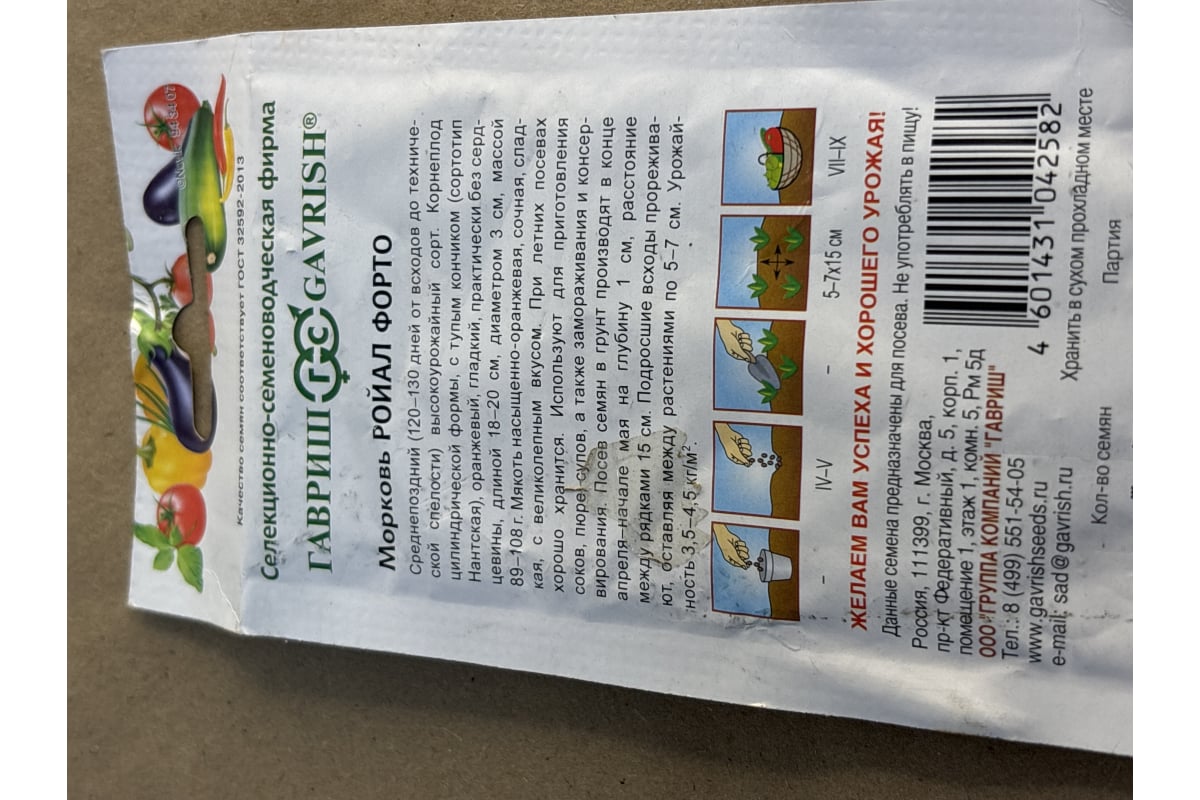 Качество семян соответствует ГОСТ 32592-2013
Селекционно-семеноводческая фирма
ГАВРИШ ГС GAVRISH®
Морковь РОЙАЛ ФОРТО
Среднепоздний (120–130 дней от всходов до техниче-
ской спелости) высокоурожайный сорт. Корнеплод
цилиндрической формы, с тупым кончиком (сортотип
Нантская), оранжевый, гладкий, практически без серд-
цевины, длиной 18–20 см, диаметром 3 см, массой
89–108 г. Мякоть насыщенно-оранжевая, сочная, слад-
кая, с великолепным вкусом. При летних посевах
хорошо хранится. Используют для приготовления
соков, пюре, супов, а также замораживания и консер-
вирования. Посев семян в грунт производят в конце
апреля–начале мая на глубину 1 см, расстояние
между рядками 15 см. Подросшие всходы прорежива-
ют, оставляя между растениями по 5–7 см. Урожай-
ность 3,5–4,5 кг/м².
– IV–V – 5–7x15 см VII–IX
ЖЕЛАЕМ ВАМ УСПЕХА И ХОРОШЕГО УРОЖАЯ!
Данные семена предназначены для посева. Не употреблять в пищу!
Россия, 111399, г. Москва,
пр-кт Федеративный, д. 5, корп. 1,
помещение 1, этаж 1, комн. 5, Рм 5д
ООО "ГРУППА КОМПАНИЙ "ГАВРИШ"
Тел.: 8 (499) 551-54-05
www.gavrishseeds.ru
e-mail: sad@gavrish.ru
4 601431 042582
Хранить в сухом прохладном месте
Кол-во семян Партия